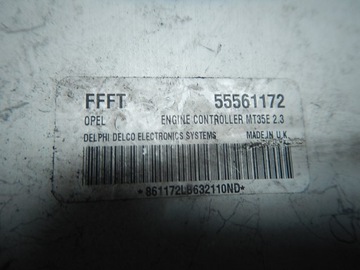 FFFT 55561172
OPEL ENGINE CONTROLLER MT35E 2.3
DELPHI DELCO ELECTRONICS SYSTEMS MADE IN U.K
*861172LB632110ND*